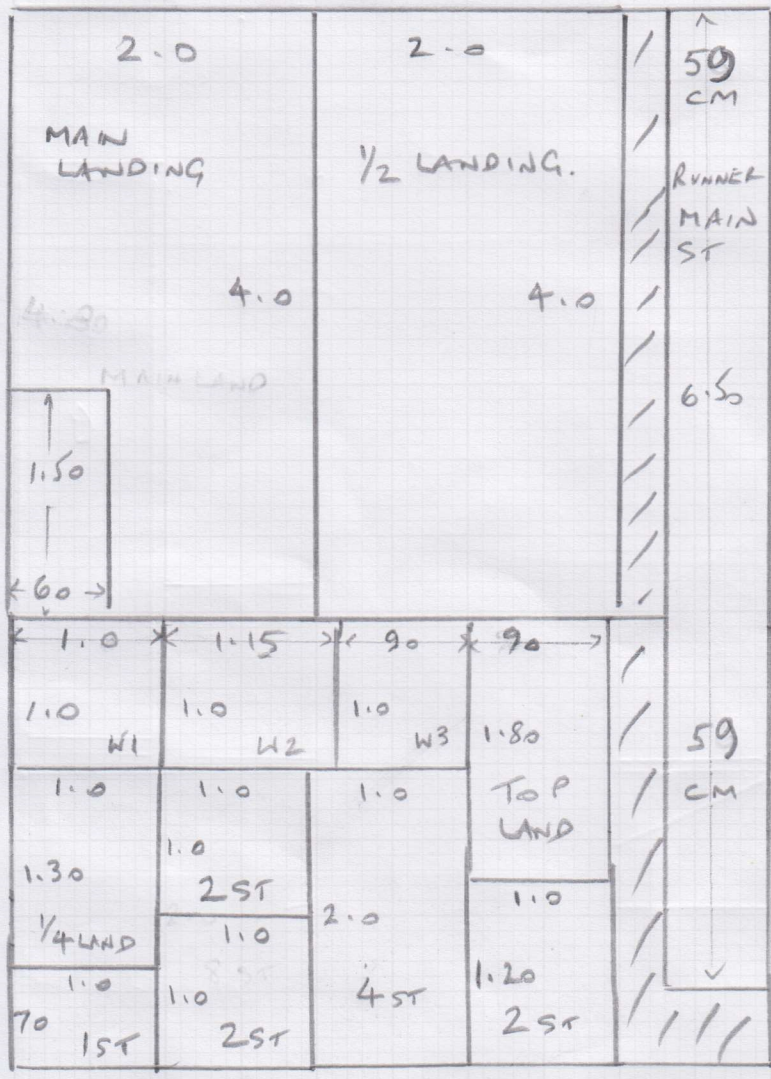 2.0
MAIN
LANDING
4.0
4.20
MAIN LAND
1.50
60
2.0
1/2 LANDING.
4.0
59
CM
RUNNER
MAIN
ST
6.50
59
CM
1.0
1.0
W1
1.15
1.0
W2
90
1.0
W3
90
1.80
TOP
LAND
1.0
1.30
1/4 LAND
1.0
70
1ST
1.0
1.0
2ST
1.0
1.0
2ST
1.0
2.0
4ST
1.0
1.20
2ST